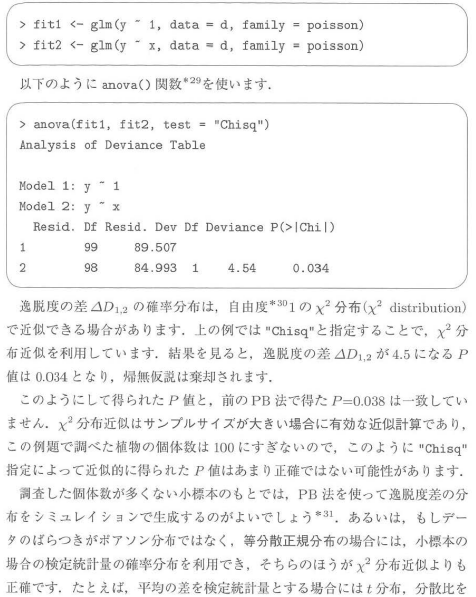 > fit1 <- glm(y ~ 1, data = d, family = poisson)
> fit2 <- glm(y ~ x, data = d, family = poisson)
以下のように anova() 関数*29を使います.
> anova(fit1, fit2, test = "Chisq")
Analysis of Deviance Table
Model 1: y ~ 1
Model 2: y ~ x
Resid. Df Resid. Dev Df Deviance P(>|Chi|)
1 99 89.507
2 98 84.993 1 4.54 0.034
逸脱度の差 ΔD1,2 の確率分布は,自由度*30 1 の χ2 分布(χ2 distribution)
で近似できる場合があります.上の例では "Chisq"と指定することで,χ2 分
布近似を利用しています.結果を見ると,逸脱度の差 ΔD1,2 が 4.5 になる P
値は 0.034 となり,帰無仮説は棄却されます.
このようにして得られた P 値と,前の PB 法で得た P=0.038 は一致してい
ません.χ2 分布近似はサンプルサイズが大きい場合に有効な近似計算であり,
この例題で調べた植物の個体数は 100 にすぎないので,このように "Chisq"
指定によって近似的に得られた P 値はあまり正確ではない可能性があります.
調査した個体数が多くない小標本のもとでは,PB 法を使って逸脱度差の分
布をシミュレイションで生成するのがよいでしょう*31.あるいは,もしデー
タのばらつきがポアソン分布ではなく,等分散正規分布の場合には,小標本の
場合の検定統計量の確率分布を利用でき,そちらのほうが χ2 分布近似よりも
正確です.たとえば,平均の差を検定統計量とする場合には t 分布,分散比を